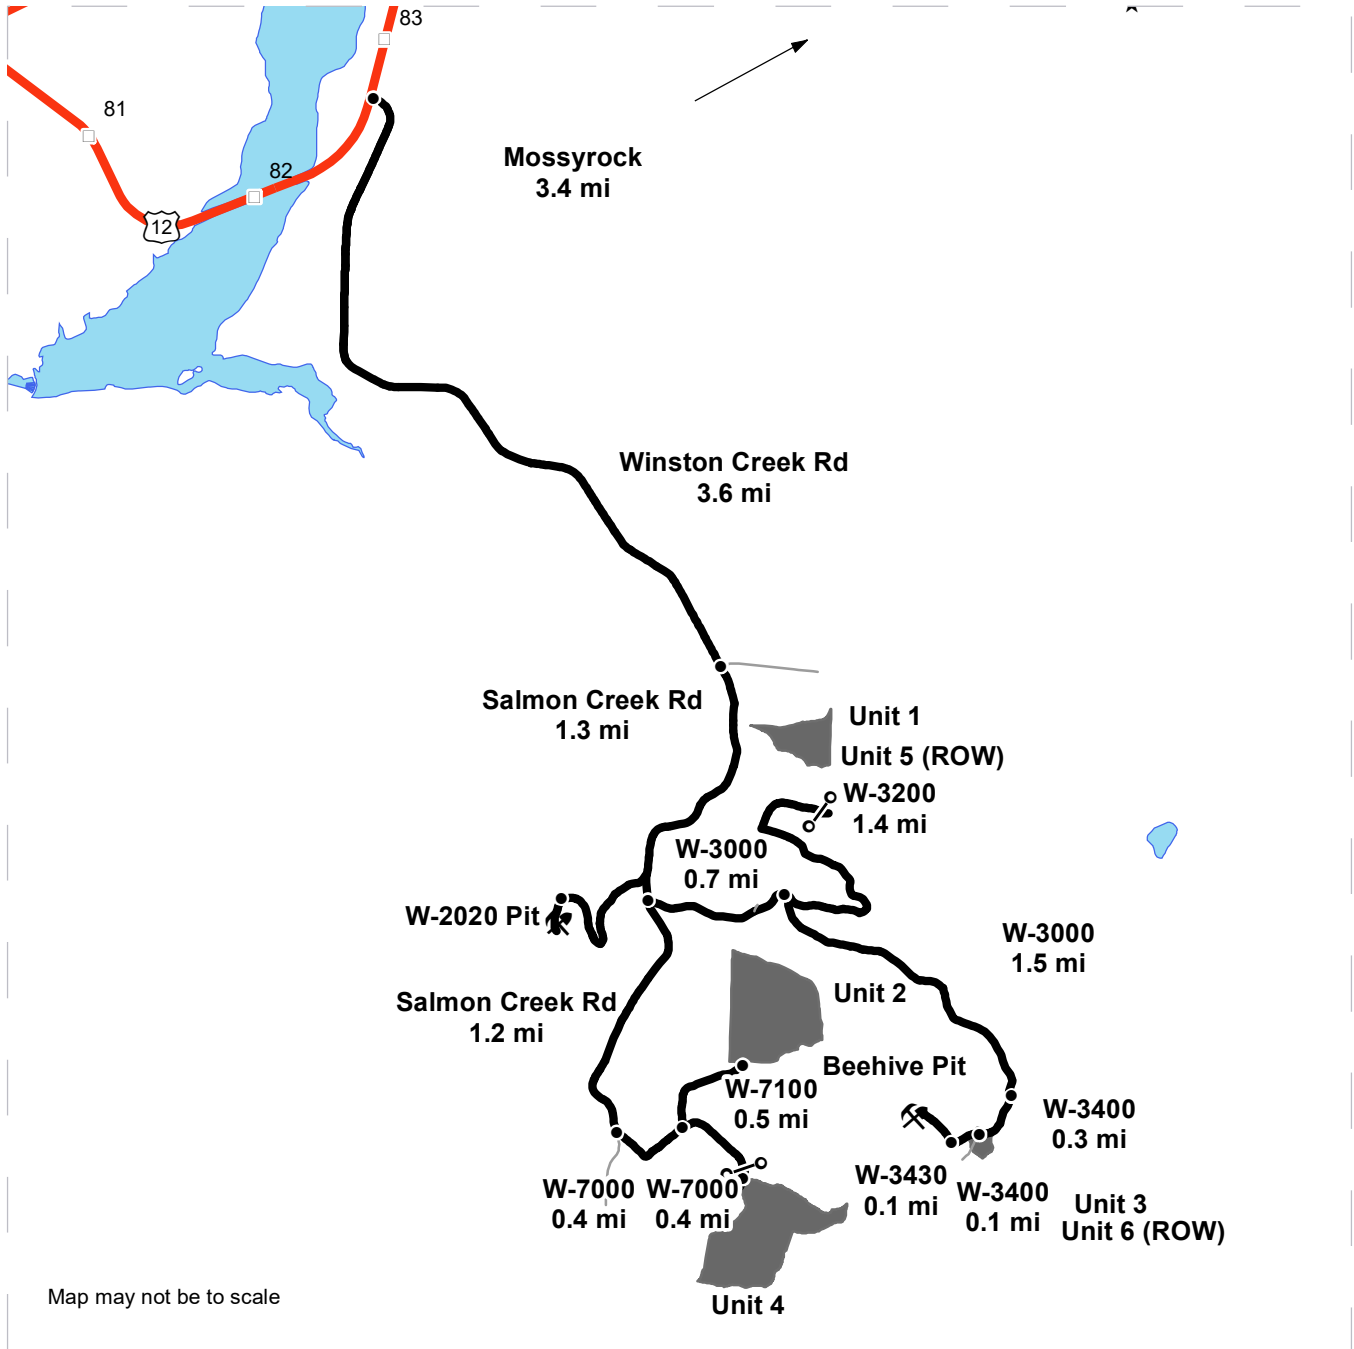 83
81
82
12
Mossyrock
3.4 mi
Winston Creek Rd
3.6 mi
Salmon Creek Rd
1.3 mi
Unit 1
Unit 5 (ROW)
W-3200
1.4 mi
W-3000
0.7 mi
W-2020 Pit
W-3000
1.5 mi
Unit 2
Salmon Creek Rd
1.2 mi
Beehive Pit
W-7100
0.5 mi
W-3400
0.3 mi
W-7000
0.4 mi
W-7000
0.4 mi
W-3430
0.1 mi
W-3400
0.1 mi
Unit 3
Unit 6 (ROW)
Unit 4
Map may not be to scale